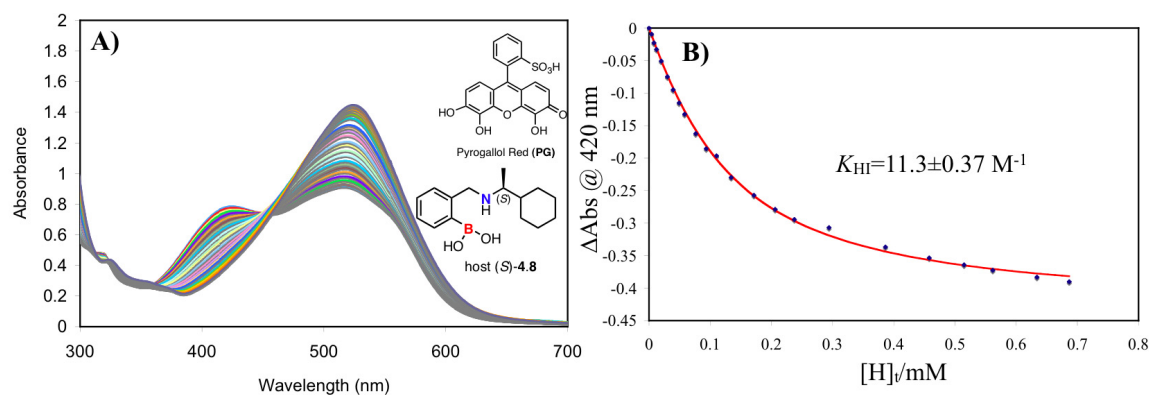 A)
Absorbance
2
1.8
1.6
1.4
1.2
1
0.8
0.6
0.4
0.2
0
300
400
500
600
700
Wavelength (nm)
SO₃H
HO
O
O
OH
OH
Pyrogallol Red (PG)
N
H
(S)
B
HO
OH
host (S)-4.8
B)
ΔAbs @ 420 nm
0
-0.05
-0.1
-0.15
-0.2
-0.25
-0.3
-0.35
-0.4
-0.45
K_HI=11.3±0.37 M⁻¹
0
0.1
0.2
0.3
0.4
0.5
0.6
0.7
0.8
[H]ₜ/mM